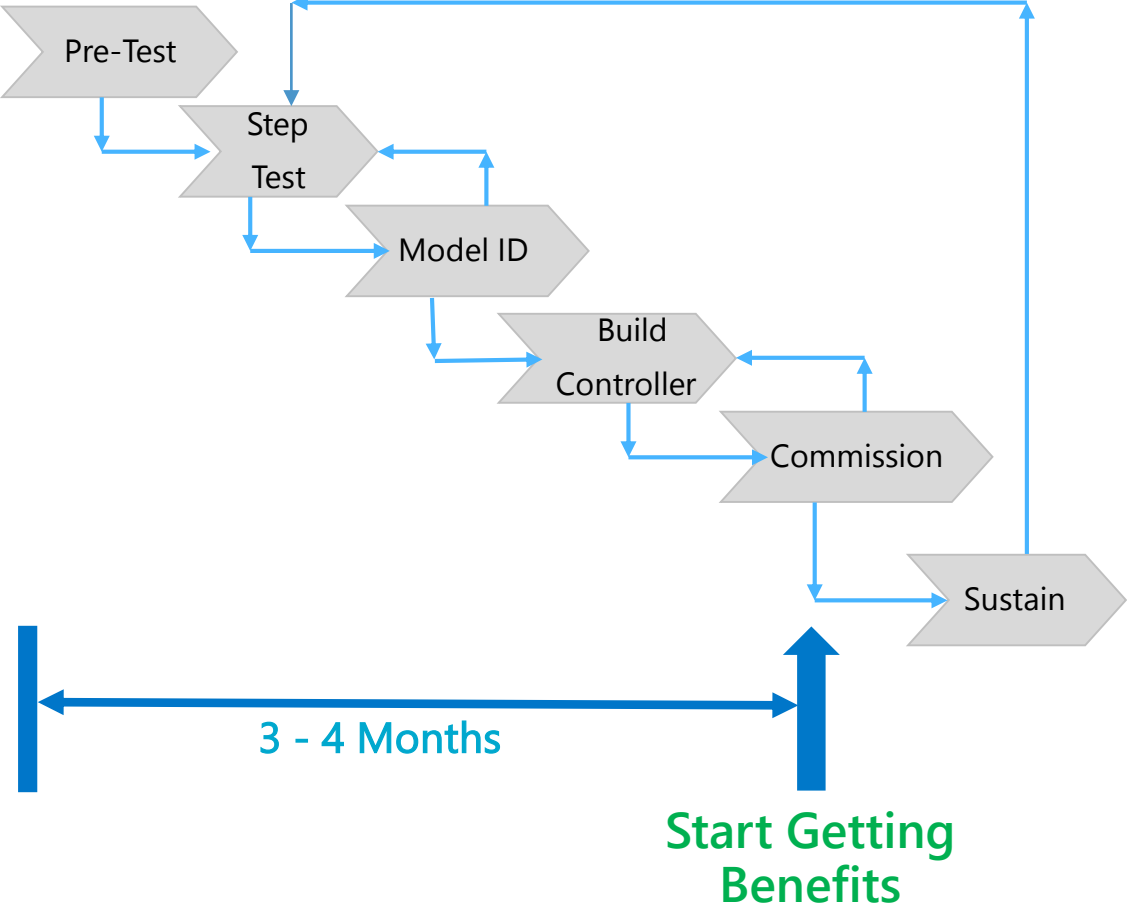 Pre-Test
Step
Test
Model ID
Build
Controller
Commission
Sustain
3 - 4 Months
Start Getting
Benefits